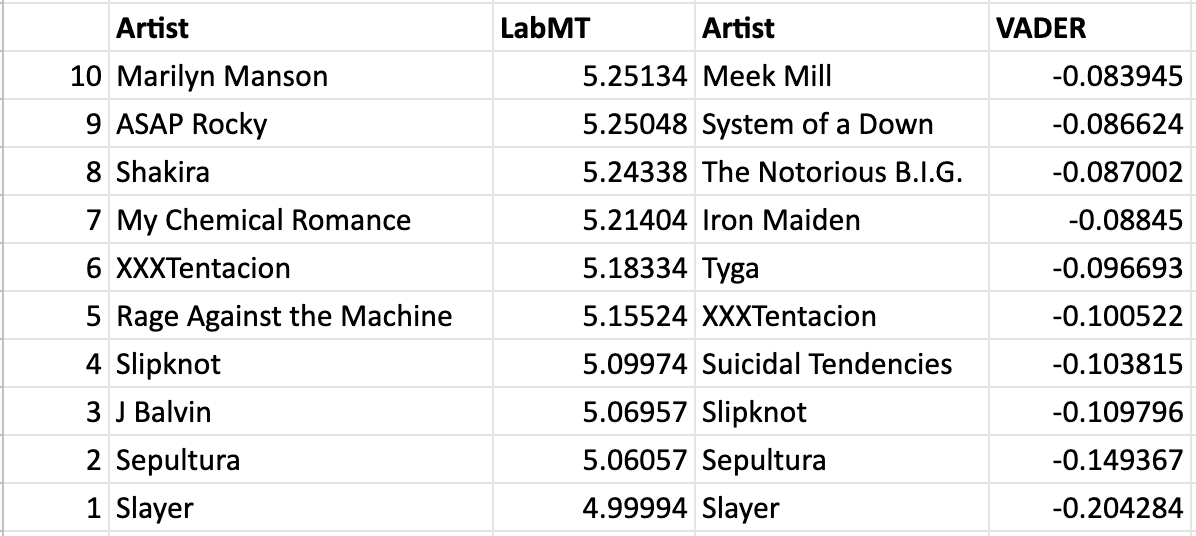 Artist LabMT Artist VADER
10 Marilyn Manson 5.25134 Meek Mill -0.083945
9 ASAP Rocky 5.25048 System of a Down -0.086624
8 Shakira 5.24338 The Notorious B.I.G. -0.087002
7 My Chemical Romance 5.21404 Iron Maiden -0.08845
6 XXXTentacion 5.18334 Tyga -0.096693
5 Rage Against the Machine 5.15524 XXXTentacion -0.100522
4 Slipknot 5.09974 Suicidal Tendencies -0.103815
3 J Balvin 5.06957 Slipknot -0.109796
2 Sepultura 5.06057 Sepultura -0.149367
1 Slayer 4.99994 Slayer -0.204284